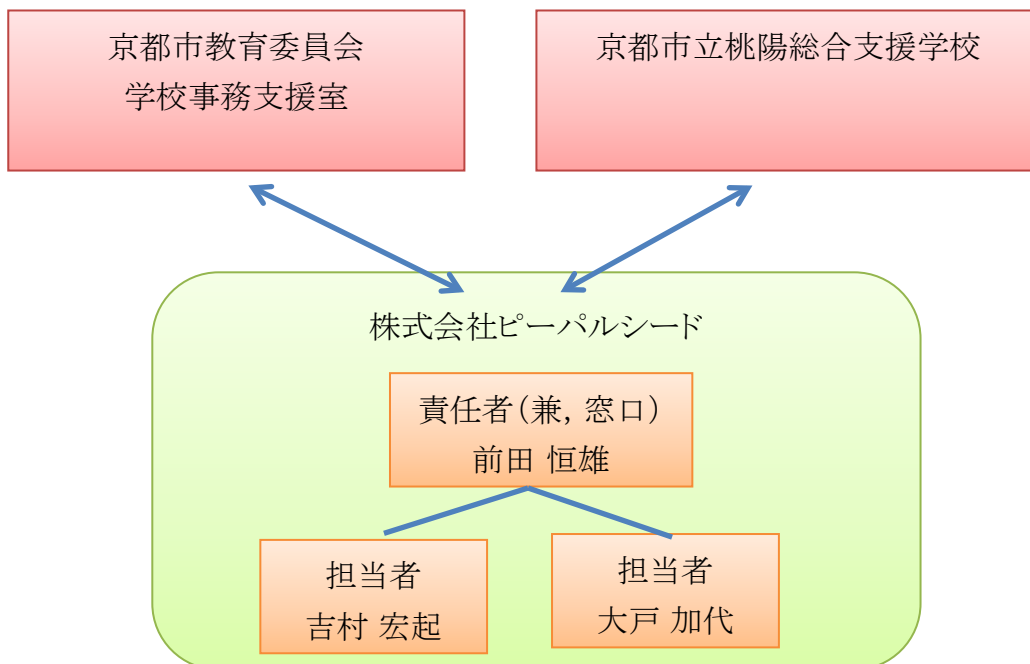 京都市教育委員会
学校事務支援室
京都市立桃陽総合支援学校
株式会社ピーパルシード
責任者（兼，窓口）
前田 恒雄
担当者
吉村 宏起
担当者
大戸 加代